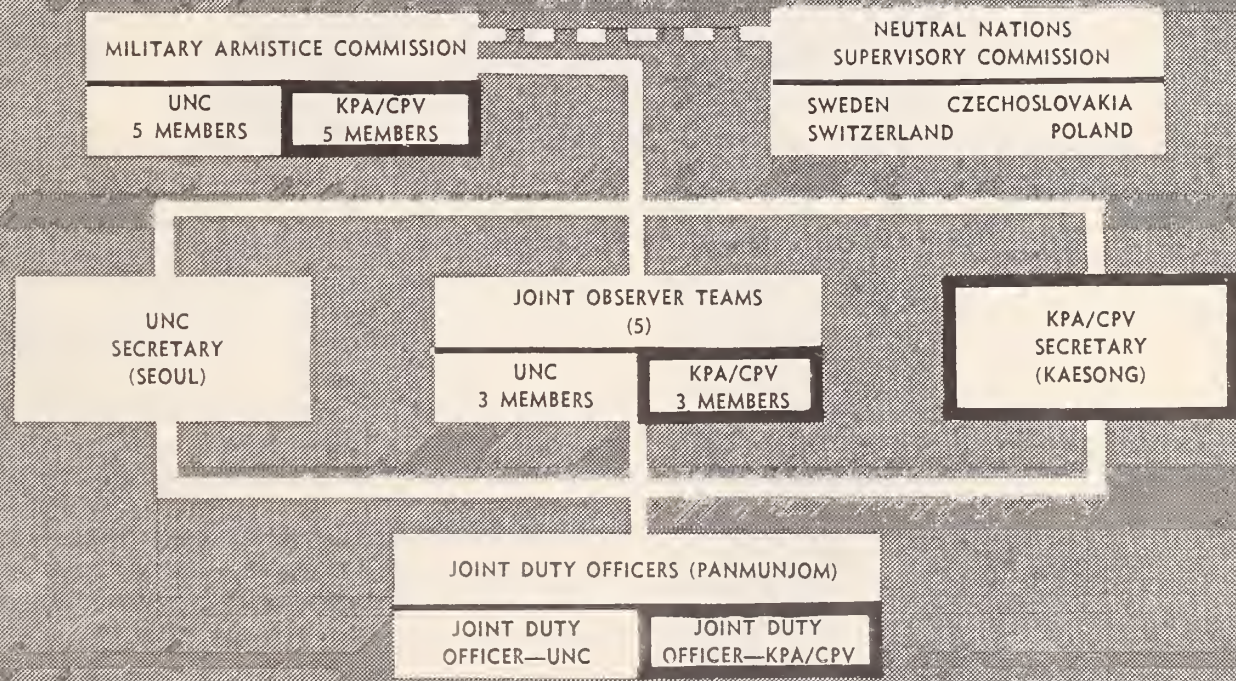 MILITARY ARMISTICE COMMISSION
UNC
5 MEMBERS
KPA/CPV
5 MEMBERS
NEUTRAL NATIONS
SUPERVISORY COMMISSION
SWEDEN CZECHOSLOVAKIA
SWITZERLAND POLAND
UNC
SECRETARY
(SEOUL)
JOINT OBSERVER TEAMS
(5)
UNC
3 MEMBERS
KPA/CPV
3 MEMBERS
KPA/CPV
SECRETARY
(KAESONG)
JOINT DUTY OFFICERS (PANMUNJOM)
JOINT DUTY
OFFICER—UNC
JOINT DUTY
OFFICER—KPA/CPV